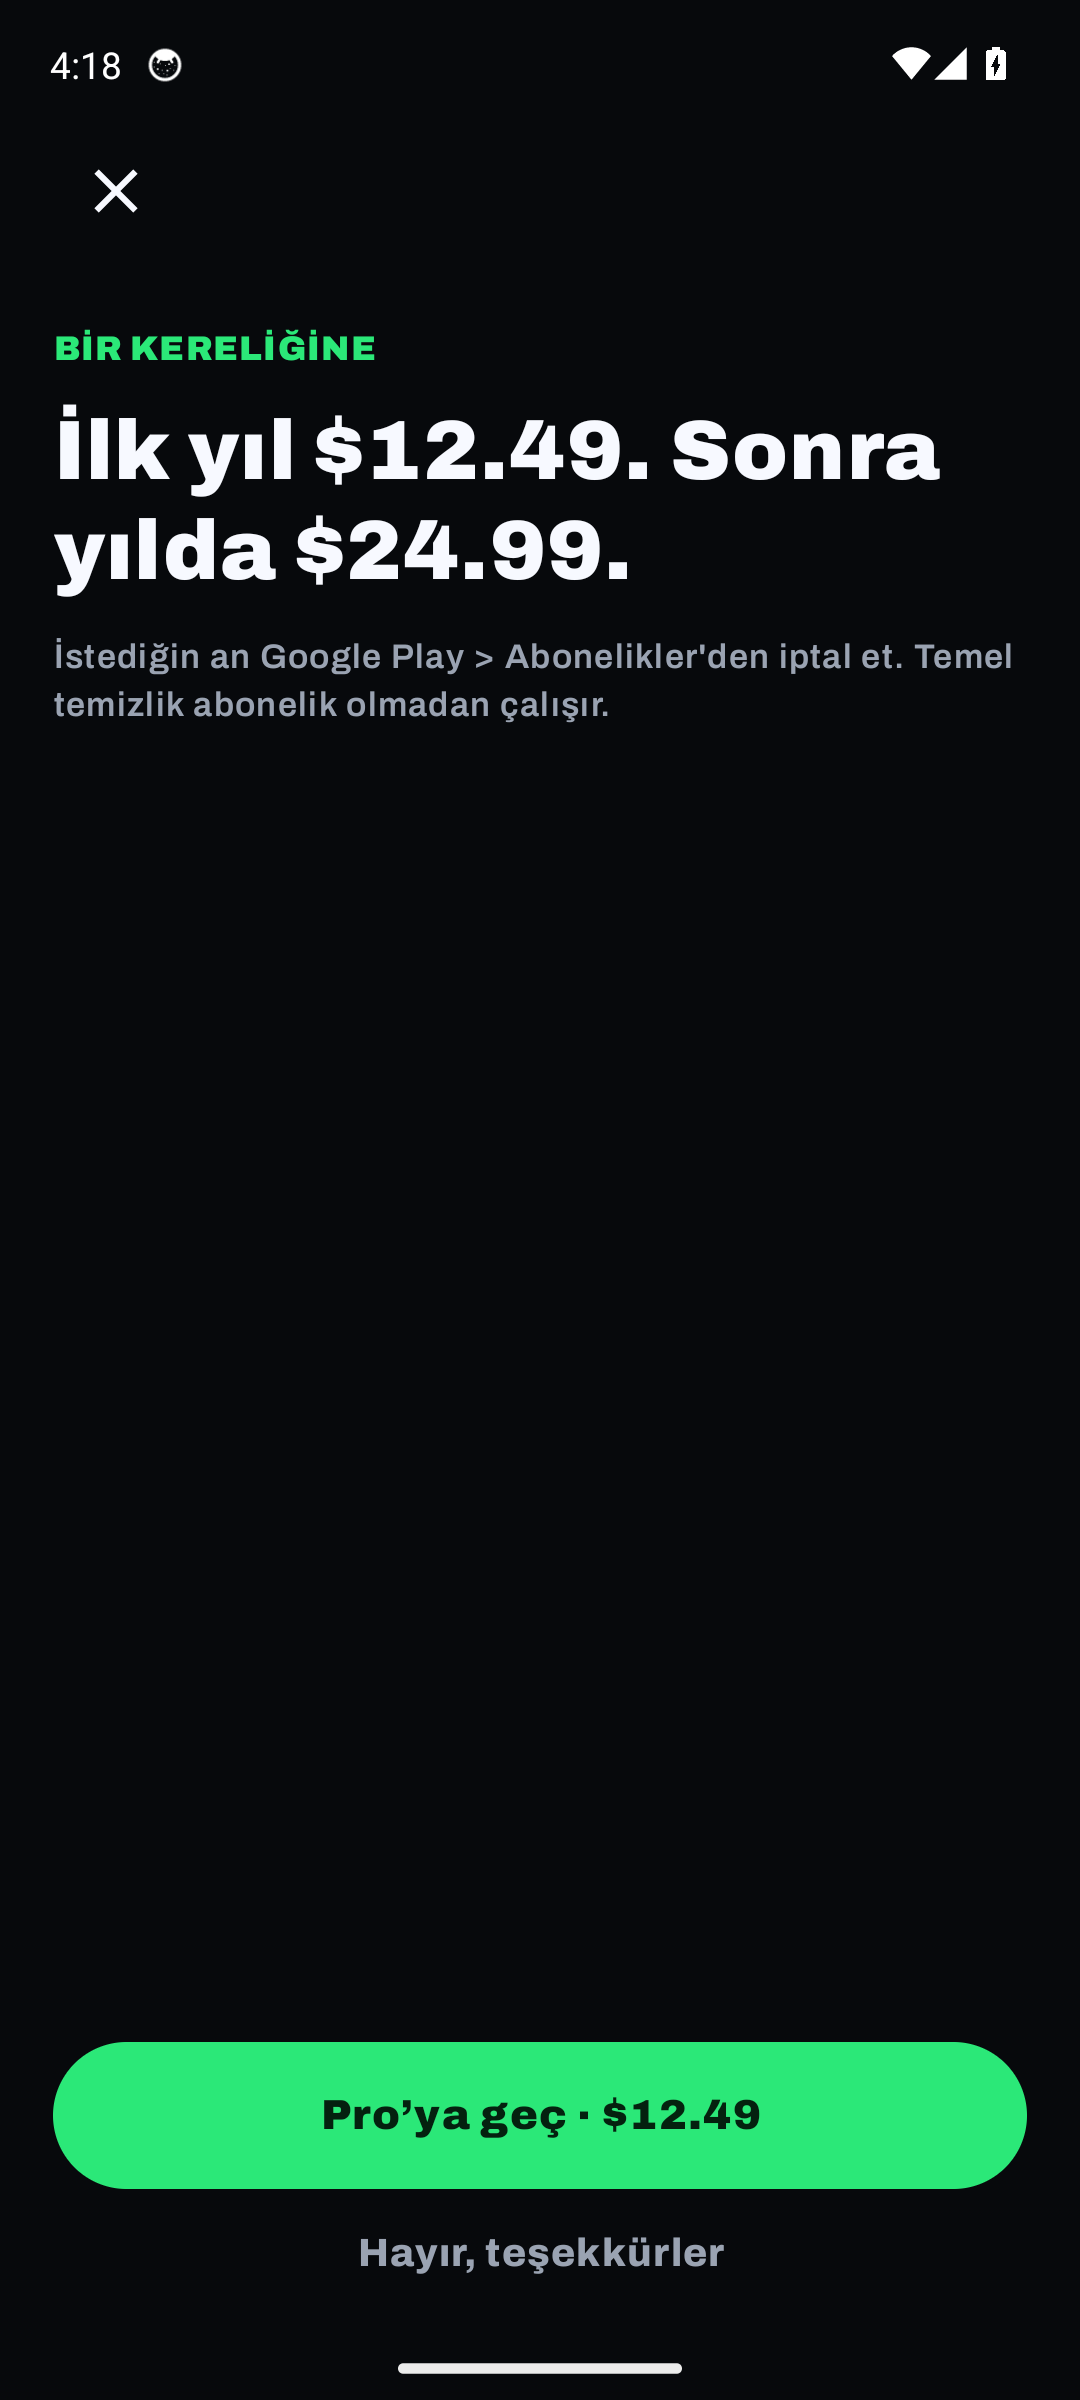 4:18
BİR KERELİĞİNE
İlk yıl $12.49. Sonra
yılda $24.99.
İstediğin an Google Play > Abonelikler'den iptal et. Temel
temizlik abonelik olmadan çalışır.
Pro’ya geç · $12.49
Hayır, teşekkürler